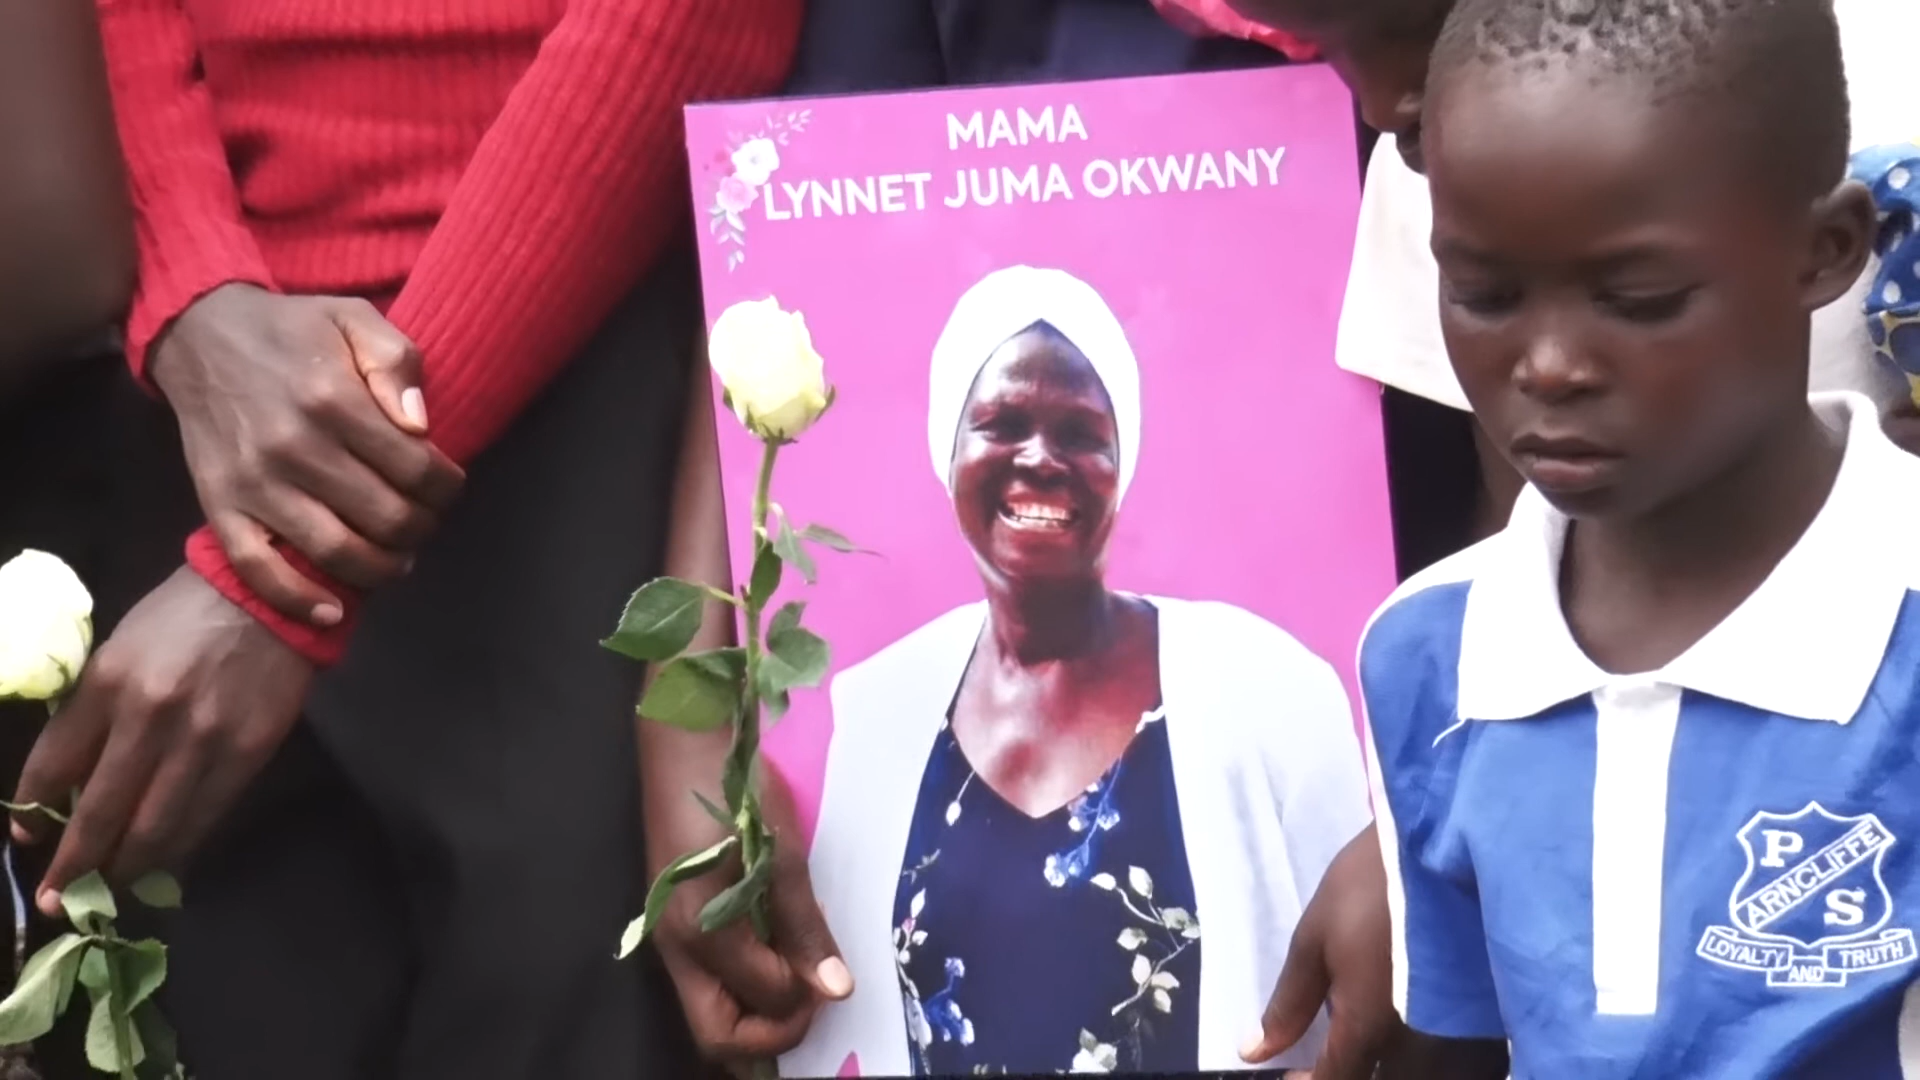 MAMA
LYNNET JUMA OKWANY
P
ARNCLIFFE
S
LOYALTY
AND
TRUTH